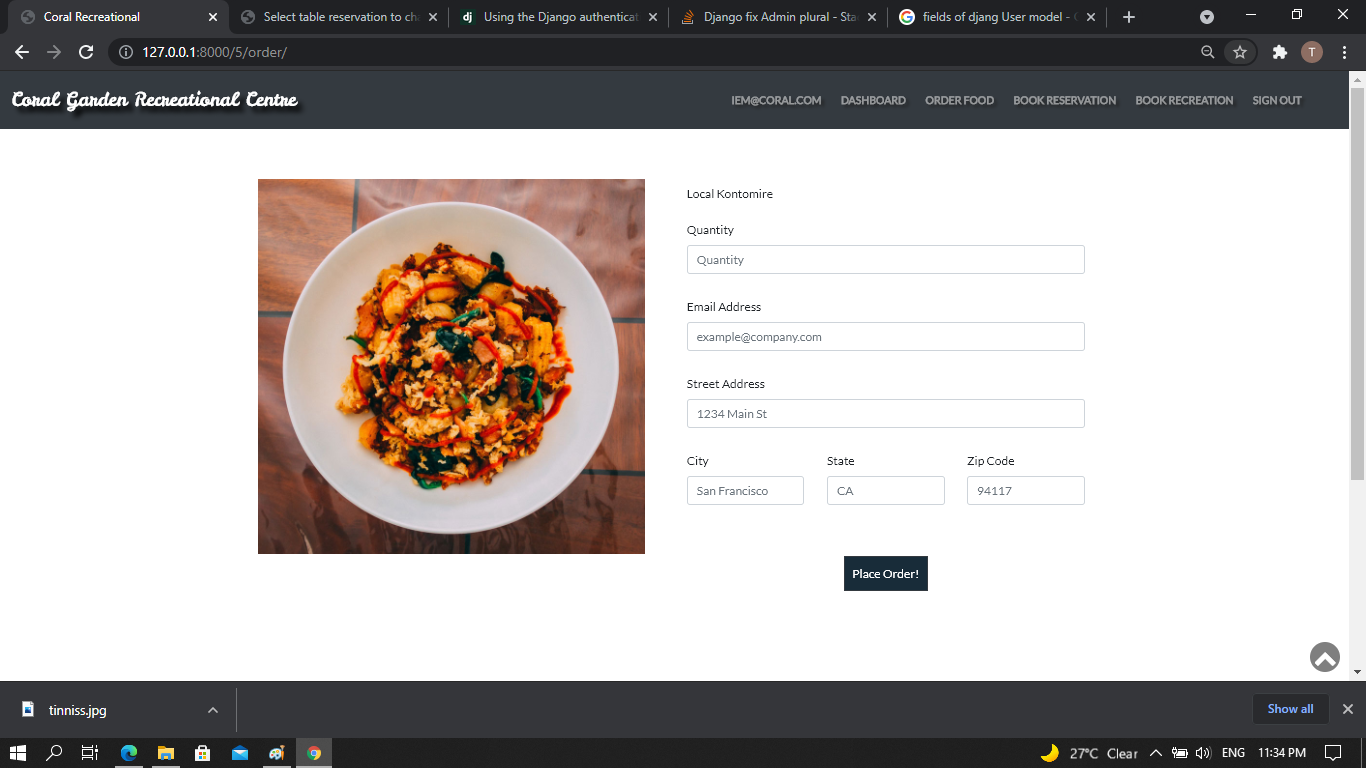 Coral Recreational
Select table reservation to cha
Using the Django authenticat
Django fix Admin plural - Sta
fields of djang User model - G
127.0.0.1:8000/5/order/
T
Coral Garden Recreational Centre
IEM@CORAL.COM
DASHBOARD
ORDER FOOD
BOOK RESERVATION
BOOK RECREATION
SIGN OUT
Local Kontomire
Quantity
Quantity
Email Address
example@company.com
Street Address
1234 Main St
City
State
Zip Code
San Francisco
CA
94117
Place Order!
tinniss.jpg
Show all
27°C Clear
ENG
11:34 PM